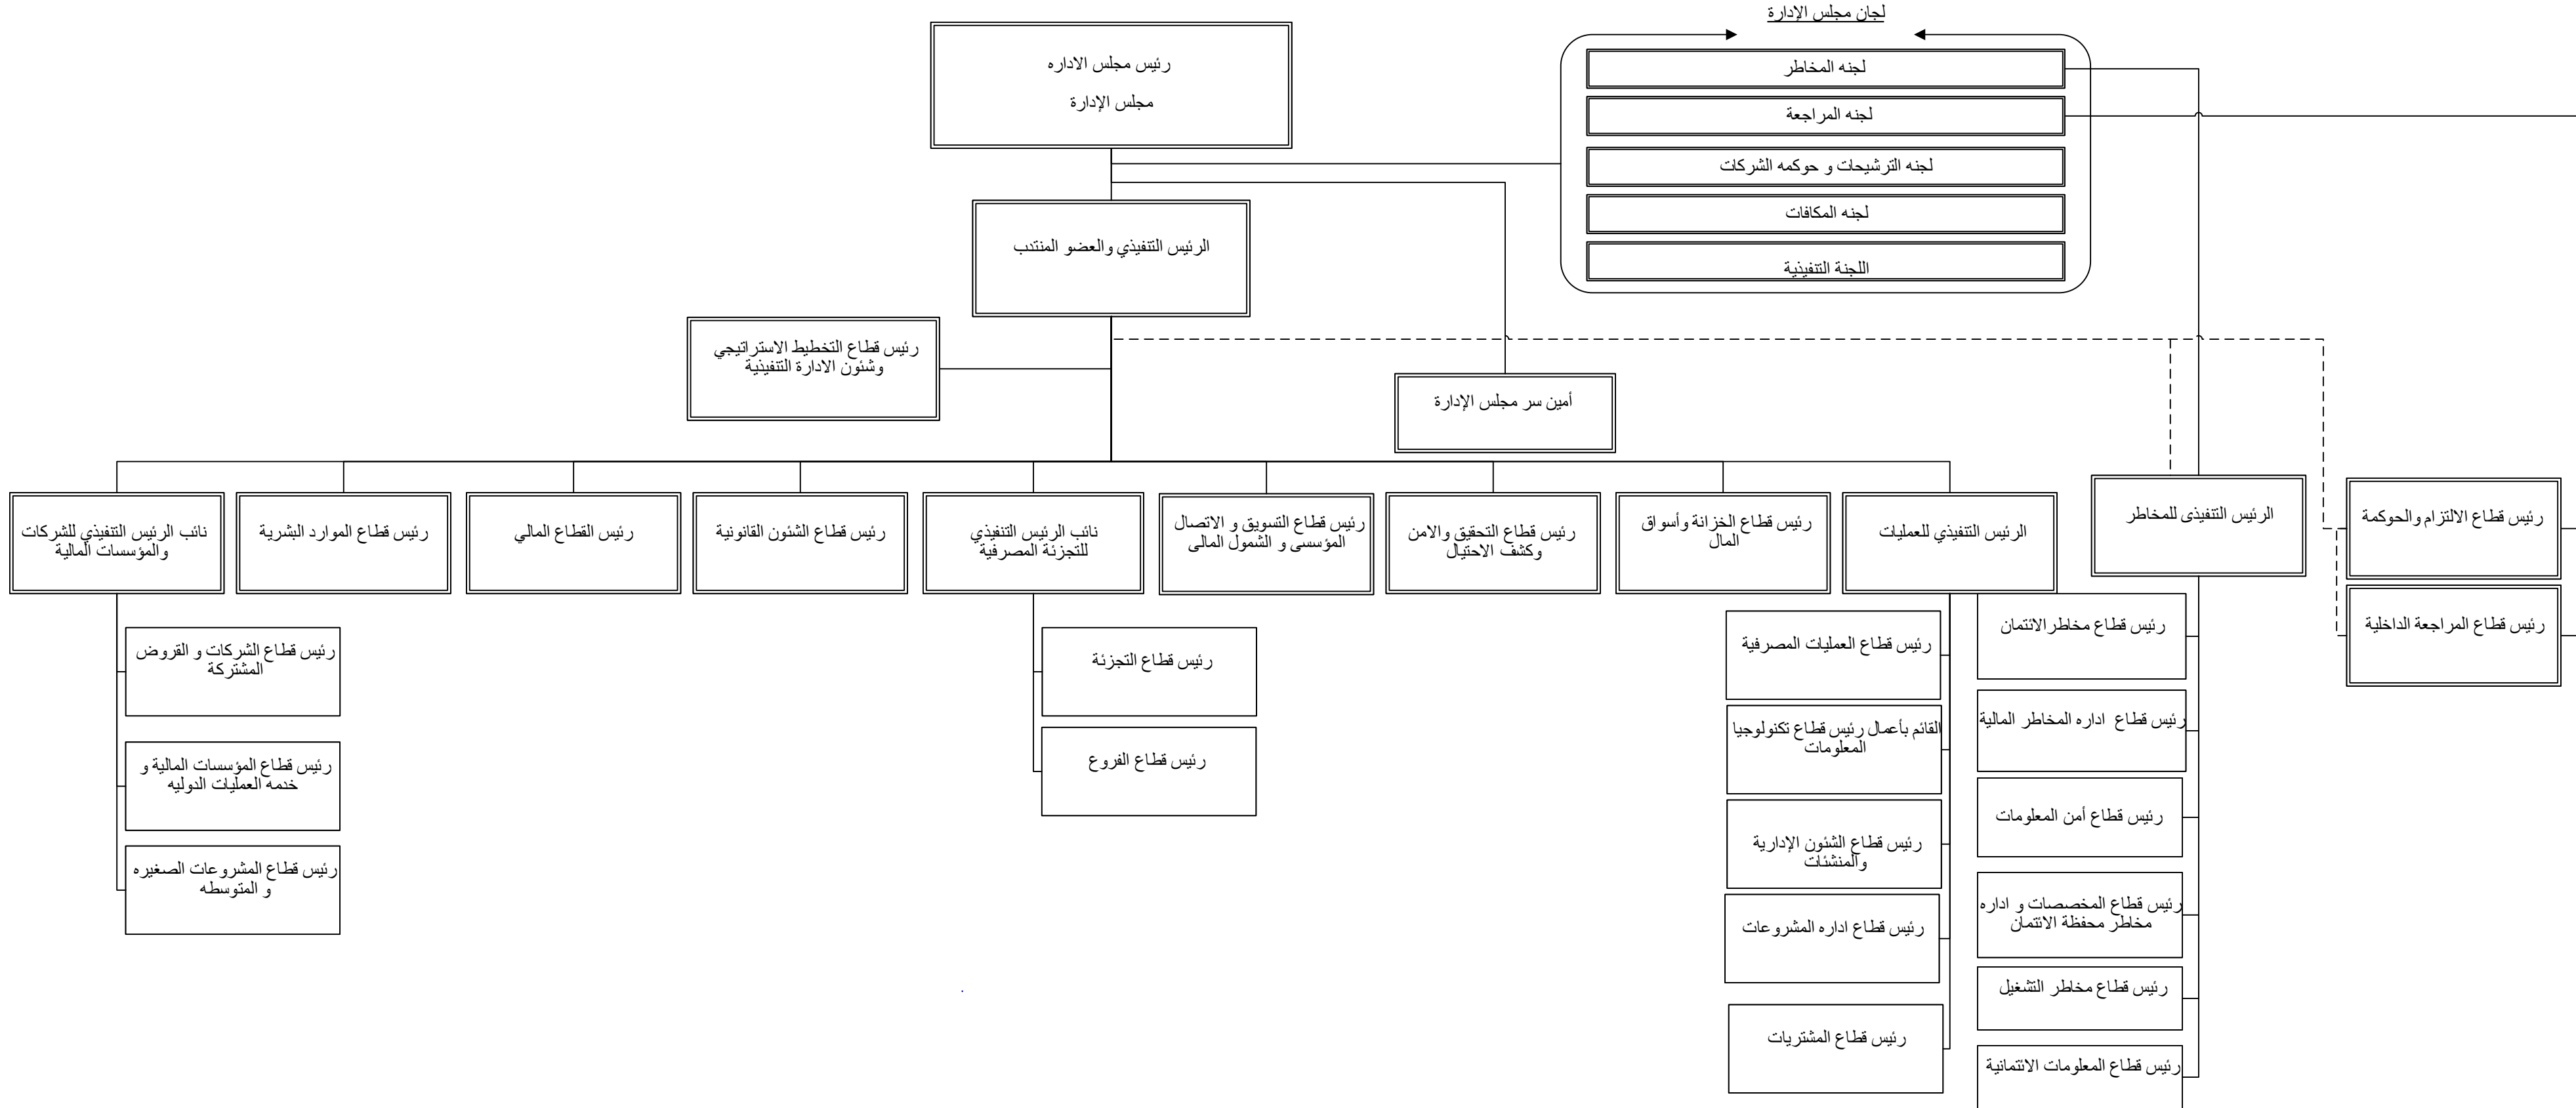 لجان مجلس الإدارة
رئيس مجلس الاداره
مجلس الإدارة
لجنه المخاطر
لجنه المراجعة
لجنه الترشيحات و حوكمه الشركات
لجنه المكافات
اللجنة التنفيذية
الرئيس التنفيذي والعضو المنتدب
رئيس قطاع التخطيط الاستراتيجي
وشئون الادارة التنفيذية
أمين سر مجلس الإدارة
رئيس قطاع الالتزام والحوكمة
رئيس قطاع المراجعة الداخلية
الرئيس التنفيذى للمخاطر
الرئيس التنفيذي للعمليات
رئيس قطاع الخزانة وأسواق
المال
رئيس قطاع التحقيق والامن
وكشف الاحتيال
رئيس قطاع التسويق و الاتصال
المؤسسى و الشمول المالى
نائب الرئيس التنفيذي
للتجزئة المصرفية
رئيس قطاع الشئون القانونية
رئيس القطاع المالي
رئيس قطاع الموارد البشرية
نائب الرئيس التنفيذي للشركات
والمؤسسات المالية
رئيس قطاع مخاطرالائتمان
رئيس قطاع اداره المخاطر المالية
رئيس قطاع أمن المعلومات
رئيس قطاع المخصصات و اداره
مخاطر محفظة الائتمان
رئيس قطاع مخاطر التشغيل
رئيس قطاع المعلومات الائتمانية
رئيس قطاع العمليات المصرفية
القائم بأعمال رئيس قطاع تكنولوجيا
المعلومات
رئيس قطاع الشئون الإدارية
والمنشئات
رئيس قطاع اداره المشروعات
رئيس قطاع المشتريات
رئيس قطاع التجزئة
رئيس قطاع الفروع
رئيس قطاع الشركات و القروض
المشتركة
رئيس قطاع المؤسسات المالية و
خدمه العمليات الدوليه
رئيس قطاع المشروعات الصغيره
و المتوسطه